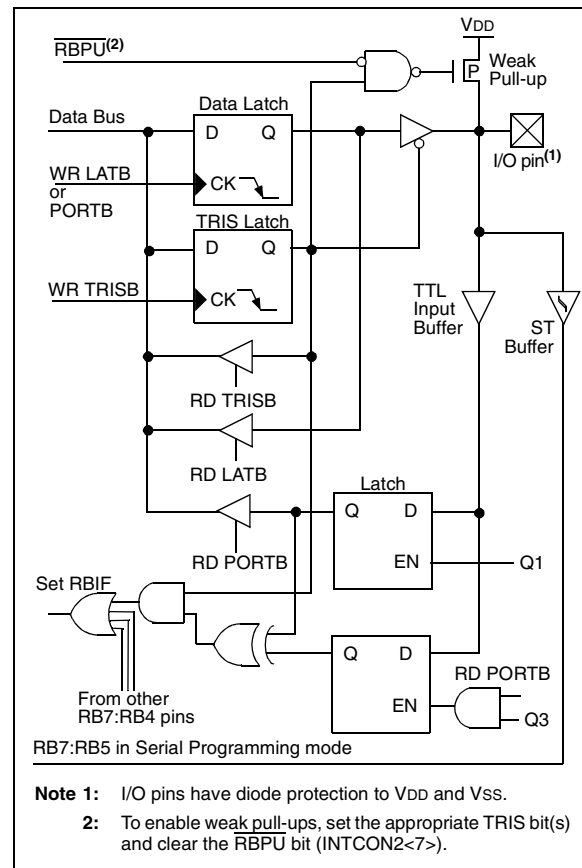 VDD
RBPU(2)
P
Weak
Pull-up
Data Latch
Data Bus
D
Q
I/O pin(1)
WR LATB
or
PORTB
CK
TRIS Latch
D
Q
WR TRISB
CK
TTL
Input
Buffer
ST
Buffer
RD TRISB
RD LATB
Latch
Q
D
RD PORTB
EN
Q1
Set RBIF
Q
D
RD PORTB
EN
From other
RB7:RB4 pins
Q3
RB7:RB5 in Serial Programming mode
Note 1: I/O pins have diode protection to VDD and VSS.
2: To enable weak pull-ups, set the appropriate TRIS bit(s)
and clear the RBPU bit (INTCON2<7>).